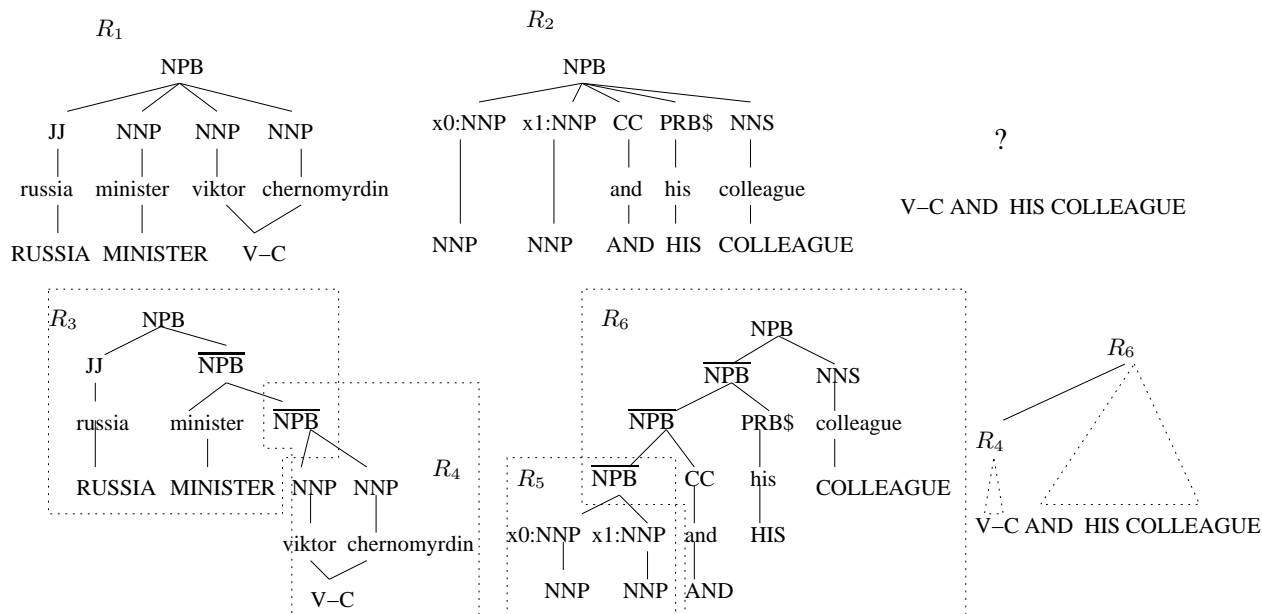 R₁ R₂
NPB NPB
JJ NNP NNP NNP x0:NNP x1:NNP CC PRB$ NNS
?
russia minister viktor chernomyrdin and his colleague
V–C AND HIS COLLEAGUE
RUSSIA MINISTER V–C NNP NNP AND HIS COLLEAGUE
R₃ NPB R₆ NPB
R₆
JJ NPB NPB NNS
russia minister NPB NPB PRB$ colleague
R₄
R₄ R₅ NPB CC his
RUSSIA MINISTER NNP NNP COLLEAGUE
V–C AND HIS COLLEAGUE
viktor chernomyrdin x0:NNP x1:NNP and HIS
NNP NNP AND
V–C